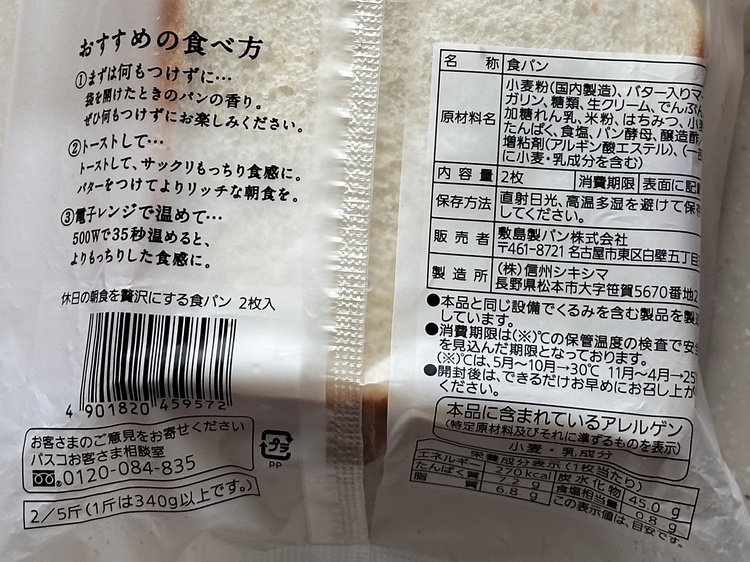 おすすめの食べ方
①まずは何もつけずに…
袋を開けたときのパンの香り。
ぜひ何もつけずにお楽しみください。
②トーストして…
トーストして、サックリもっちり食感に。
バターをつけてよりリッチな朝食を。
③電子レンジで温めて…
500Wで35秒温めると、
よりもっちりした食感に。
休日の朝食を贅沢にする食パン 2枚入
4 901820 459572
お客さまのご意見をお寄せください
パスコお客さま相談室
0120-084-835
プラ
PP
2/5斤(1斤は340g以上です。)
名称 食パン
原材料名 小麦粉(国内製造)、バター入りマ
ガリン、糖類、生クリーム、でんぷん
加糖れん乳、米粉、はちみつ、小
たんぱく、食塩、パン酵母、醸造酢
増粘剤(アルギン酸エステル)、(一部
に小麦・乳成分を含む)
内容量 2枚 消費期限 表面に記
保存方法 直射日光、高温多湿を避けて保
してください。
販売者 敷島製パン株式会社
〒461-8721 名古屋市東区白壁五丁目
製造所 (株)信州シキシマ
長野県松本市大字笹賀5670番地2
●本品と同じ設備でくるみを含む製品を製
しています。
●消費期限は(※)℃の保管温度の検査で安
を見込んだ期限となっております。
(※)℃は、5月~10月→30℃ 11月~4月→25
●開封後は、できるだけお早めにお召し上が
ください。
本品に含まれているアレルゲン
(特定原材料及びそれに準ずるものを表示)
小麦・乳成分
栄養成分表示(1枚当たり)
エネルギー 270kcal 炭水化物 45.0 g
たんぱく質 7.2 g 食塩相当量 0.8 g
脂質 6.8 g この表示値は、目安です。